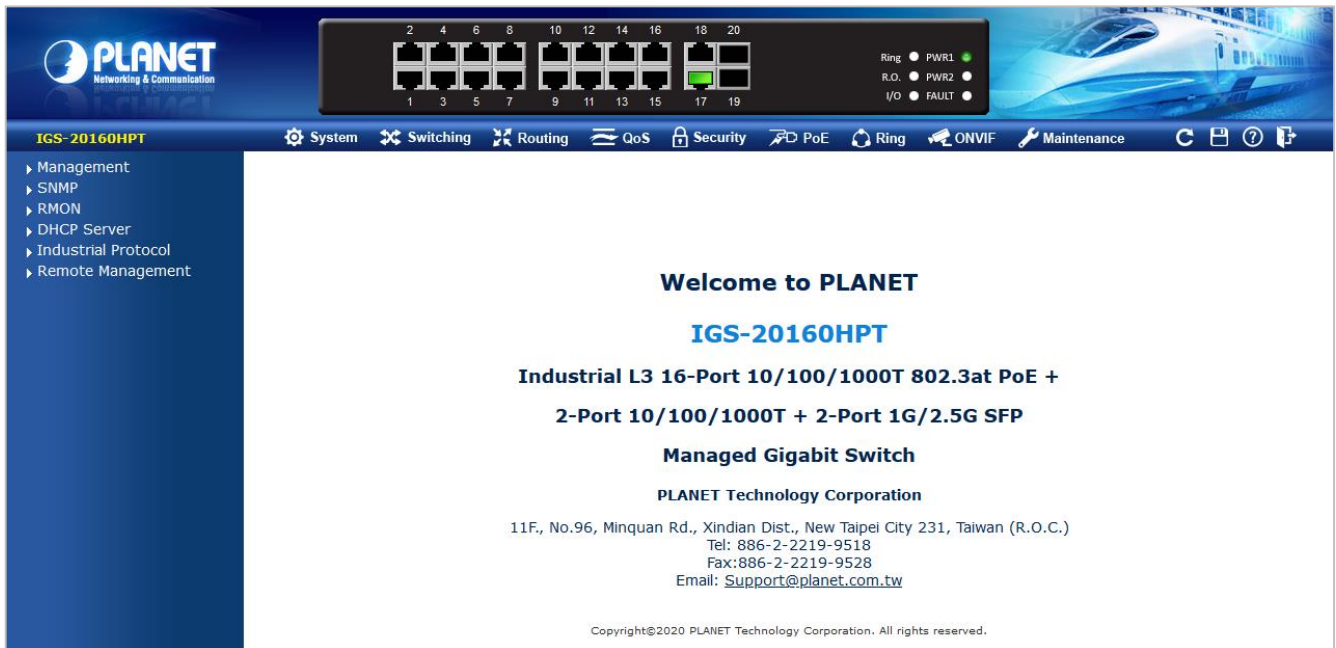 PLANET
Networking & Communication
2 4 6 8 10 12 14 16 18 20
1 3 5 7 9 11 13 15 17 19
Ring PWR1
R.O. PWR2
I/O FAULT
IGS-20160HPT
System Switching Routing QoS Security PoE Ring ONVIF Maintenance
Management
SNMP
RMON
DHCP Server
Industrial Protocol
Remote Management
Welcome to PLANET
IGS-20160HPT
Industrial L3 16-Port 10/100/1000T 802.3at PoE +
2-Port 10/100/1000T + 2-Port 1G/2.5G SFP
Managed Gigabit Switch
PLANET Technology Corporation
11F., No.96, Minquan Rd., Xindian Dist., New Taipei City 231, Taiwan (R.O.C.)
Tel: 886-2-2219-9518
Fax:886-2-2219-9528
Email: Support@planet.com.tw
Copyright©2020 PLANET Technology Corporation. All rights reserved.